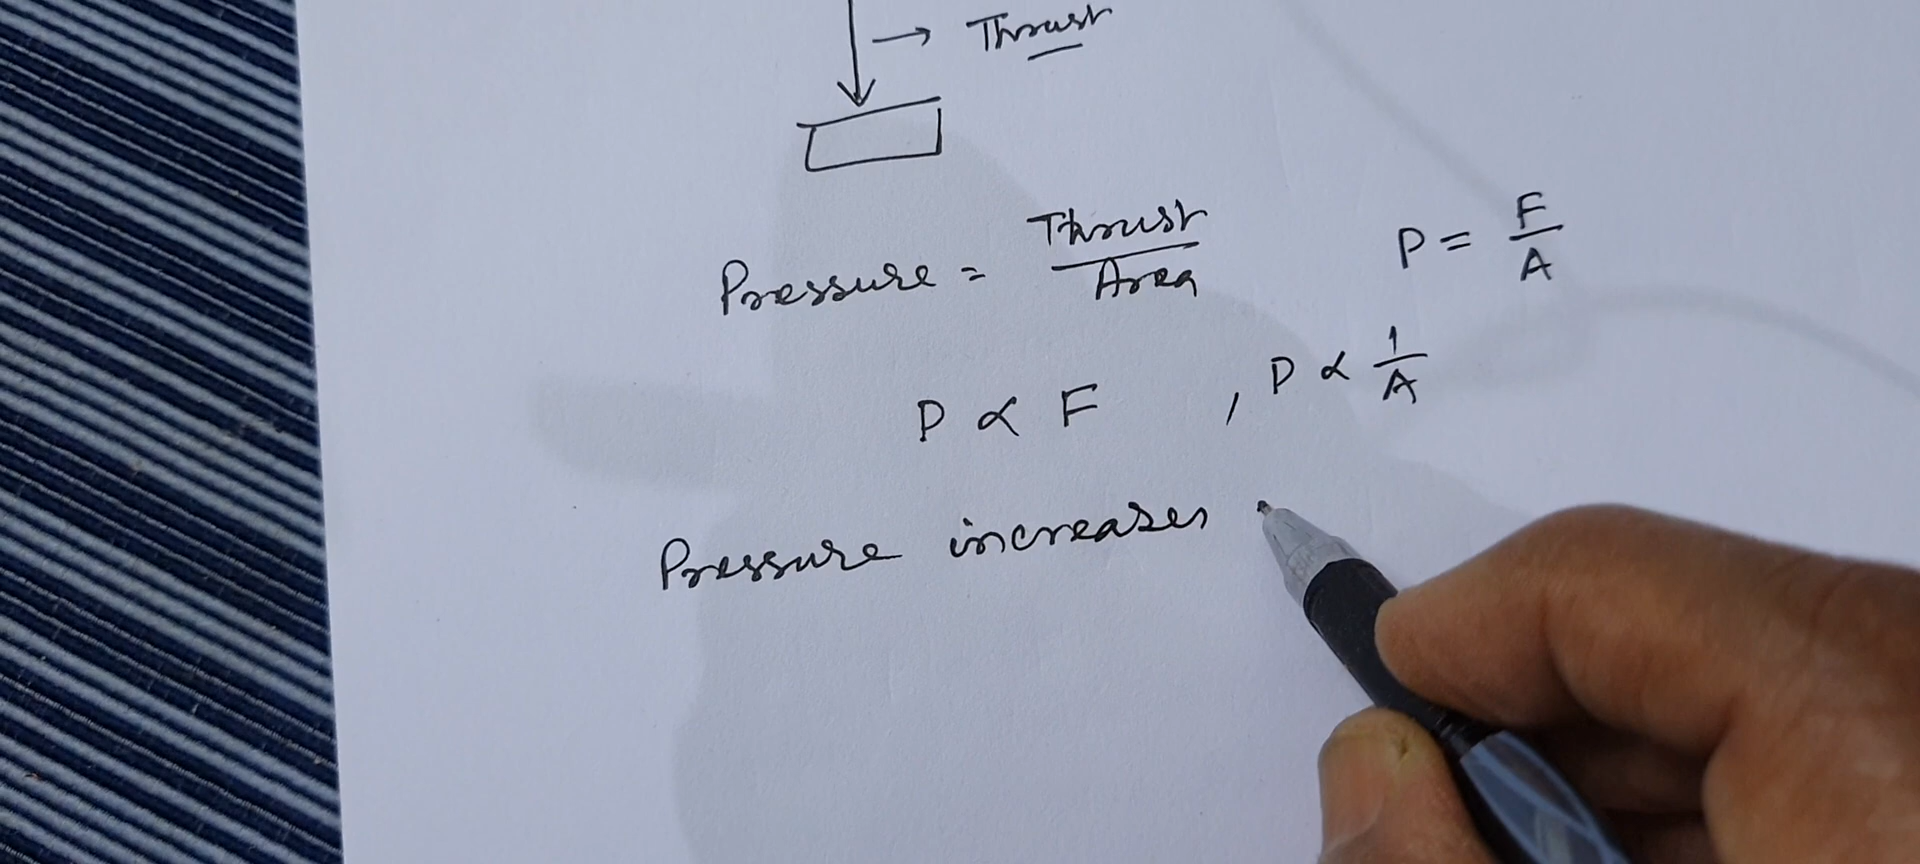 → Thrust
Pressure = Thrust / Area
P = F / A
P ∝ F , P ∝ 1 / A
Pressure increases